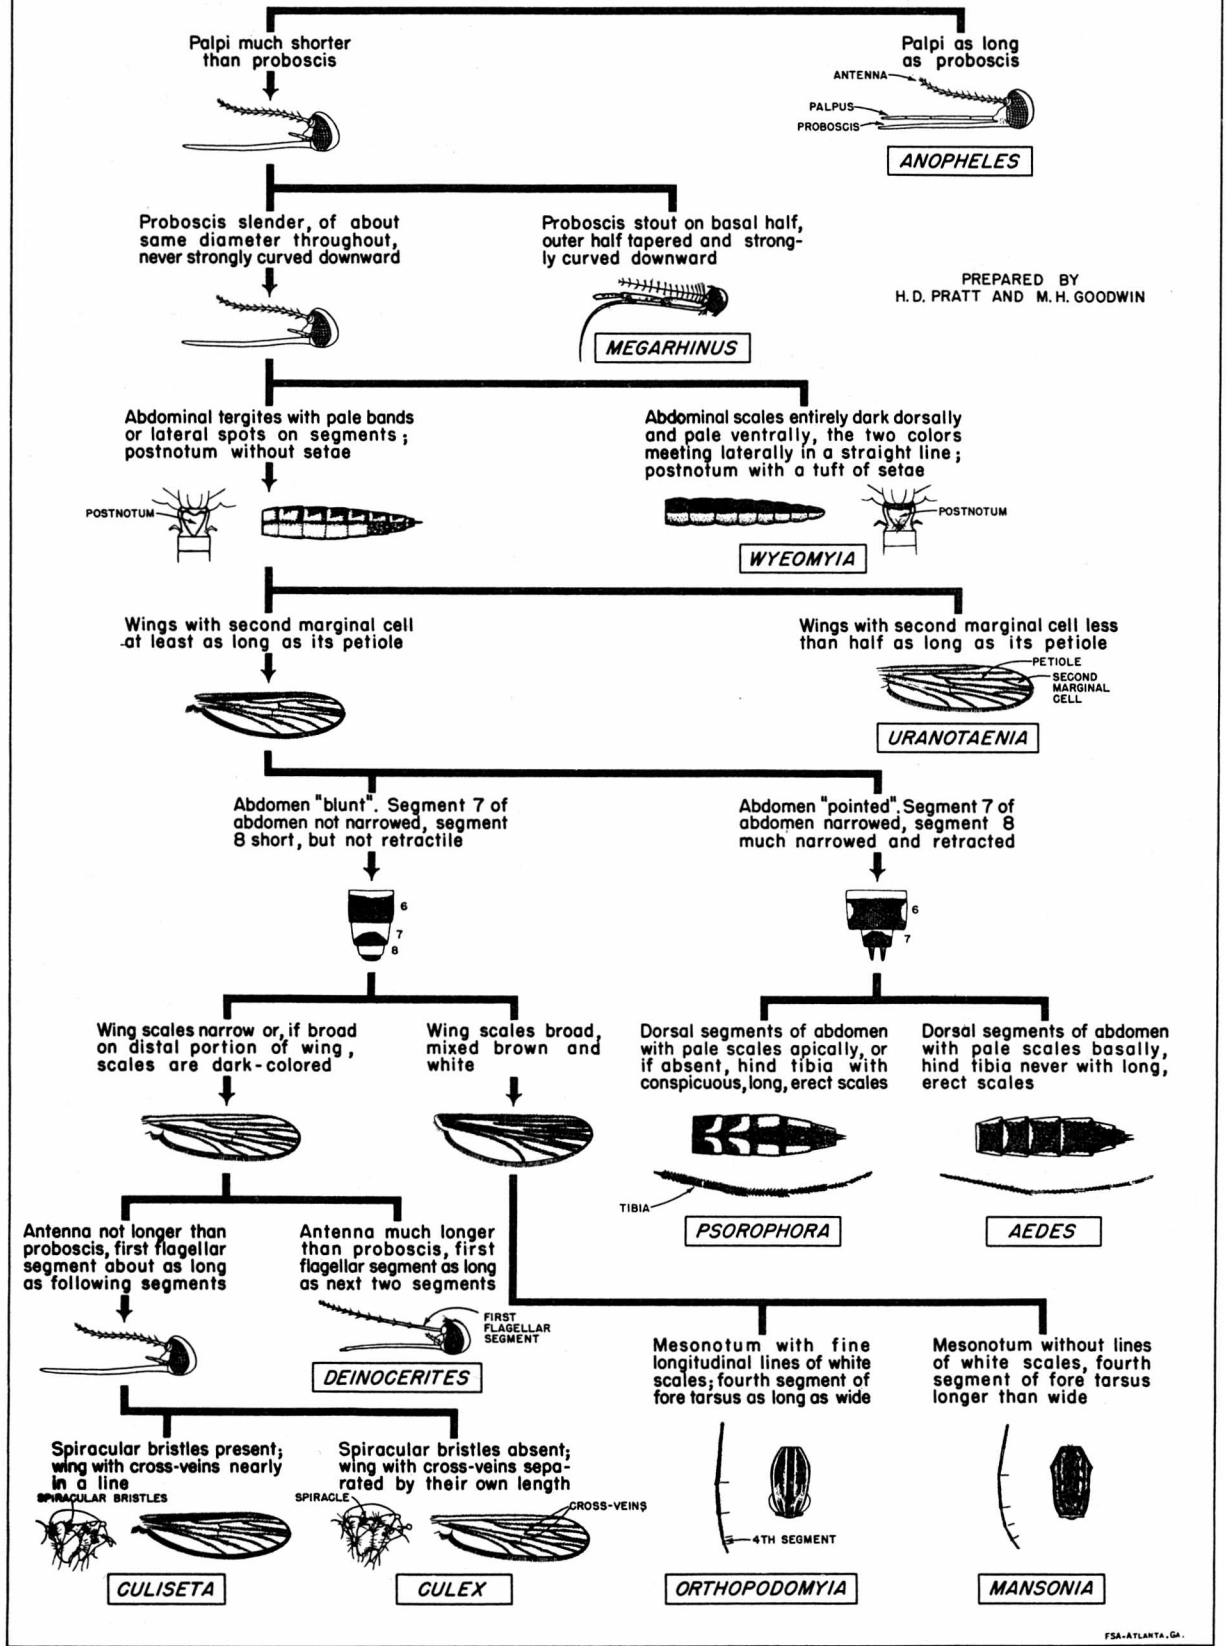 Palpi much shorter
than proboscis
Palpi as long
as proboscis
ANTENNA
PALPUS
PROBOSCIS
ANOPHELES
Proboscis slender, of about
same diameter throughout,
never strongly curved downward
Proboscis stout on basal half,
outer half tapered and strong-
ly curved downward
PREPARED BY
H.D. PRATT AND M.H. GOODWIN
MEGARHINUS
Abdominal tergites with pale bands
or lateral spots on segments;
postnotum without setae
Abdominal scales entirely dark dorsally
and pale ventrally, the two colors
meeting laterally in a straight line;
postnotum with a tuft of setae
POSTNOTUM
POSTNOTUM
WYEOMYIA
Wings with second marginal cell
at least as long as its petiole
Wings with second marginal cell less
than half as long as its petiole
PETIOLE
SECOND
MARGINAL
CELL
URANOTAENIA
Abdomen "blunt". Segment 7 of
abdomen not narrowed, segment
8 short, but not retractile
Abdomen "pointed". Segment 7 of
abdomen narrowed, segment 8
much narrowed and retracted
6
7
8
6
7
Wing scales narrow or, if broad
on distal portion of wing,
scales are dark-colored
Wing scales broad,
mixed brown and
white
Dorsal segments of abdomen
with pale scales apically, or
if absent, hind tibia with
conspicuous, long, erect scales
Dorsal segments of abdomen
with pale scales basally,
hind tibia never with long,
erect scales
TIBIA
PSOROPHORA
AEDES
Antenna not longer than
proboscis, first flagellar
segment about as long
as following segments
Antenna much longer
than proboscis, first
flagellar segment as long
as next two segments
FIRST
FLAGELLAR
SEGMENT
DEINOCERITES
Mesonotum with fine
longitudinal lines of white
scales; fourth segment of
fore tarsus as long as wide
Mesonotum without lines
of white scales, fourth
segment of fore tarsus
longer than wide
Spiracular bristles present;
wing with cross-veins nearly
in a line
Spiracular bristles absent;
wing with cross-veins sepa-
rated by their own length
SPIRACULAR BRISTLES
SPIRACLE
CROSS-VEINS
4TH SEGMENT
CULISETA
CULEX
ORTHOPODOMYIA
MANSONIA
FSA-ATLANTA, GA.